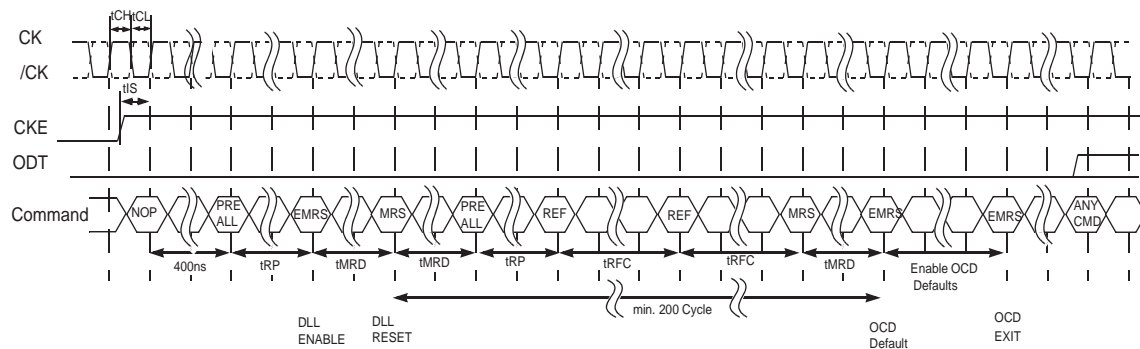 tCH tCL
CK
/CK
tIS
CKE
ODT
Command
NOP
PRE
ALL
EMRS
MRS
PRE
ALL
REF
REF
MRS
EMRS
EMRS
ANY
CMD
400ns
tRP
tMRD
tMRD
tRP
tRFC
tRFC
tMRD
Enable OCD
Defaults
min. 200 Cycle
DLL
ENABLE
DLL
RESET
OCD
Default
OCD
EXIT